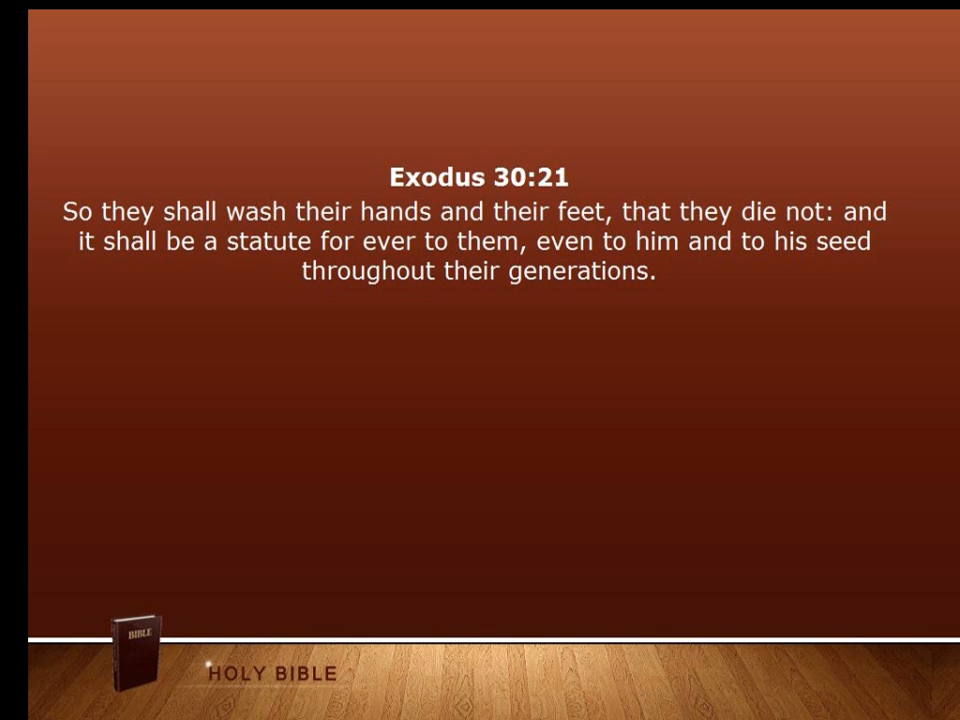 Exodus 30:21
So they shall wash their hands and their feet, that they die not: and
it shall be a statute for ever to them, even to him and to his seed
throughout their generations.
BIBLE
HOLY BIBLE